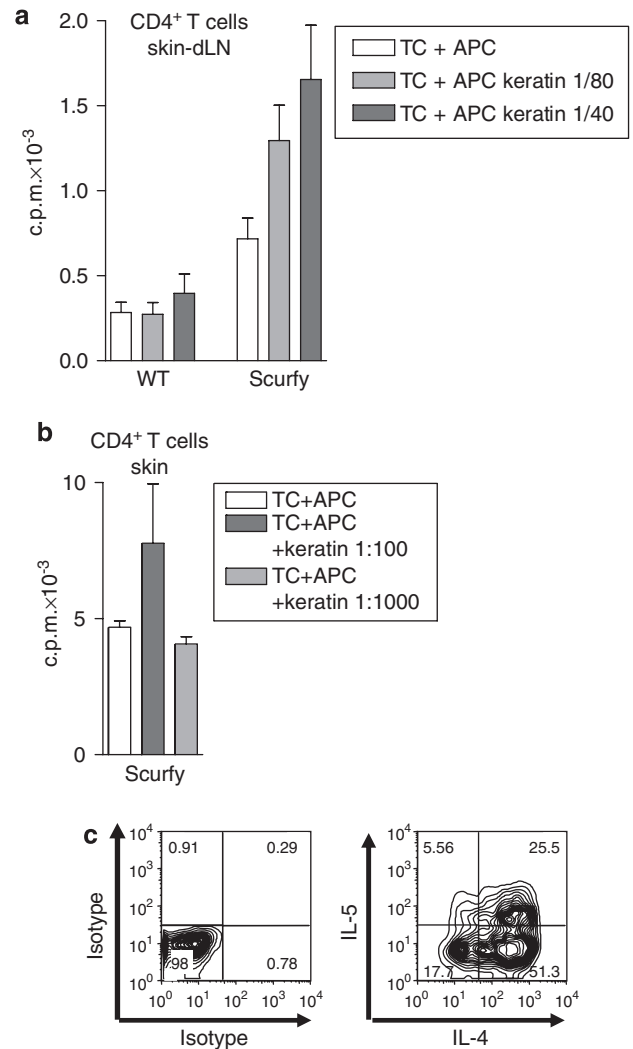 a
CD4+ T cells
skin-dLN
2.0
1.5
1.0
0.5
0.0
c.p.m.×10-3
WT
Scurfy
TC + APC
TC + APC keratin 1/80
TC + APC keratin 1/40
b
CD4+ T cells
skin
10
5
0
c.p.m.×10-3
Scurfy
TC+APC
TC+APC
+keratin 1:100
TC+APC
+keratin 1:1000
c
Isotype
104
103
102
101
100
0.91
0.29
98
0.78
100 101 102 103 104
Isotype
IL-5
104
103
102
101
100
5.56
25.5
17.7
51.3
100 101 102 103 104
IL-4